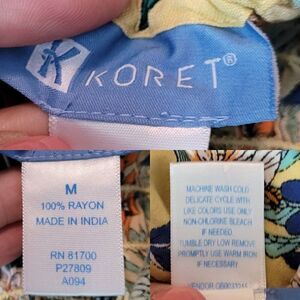 K KORET®
M
100% RAYON
MADE IN INDIA
RN 81700
P27809
A094
MACHINE WASH COLD
DELICATE CYCLE WITH
LIKE COLORS USE ONLY
NON-CHLORINE BLEACH
IF NEEDED
TUMBLE DRY LOW REMOVE
PROMPTLY USE WARM IRON
IF NECESSARY
VENDOR